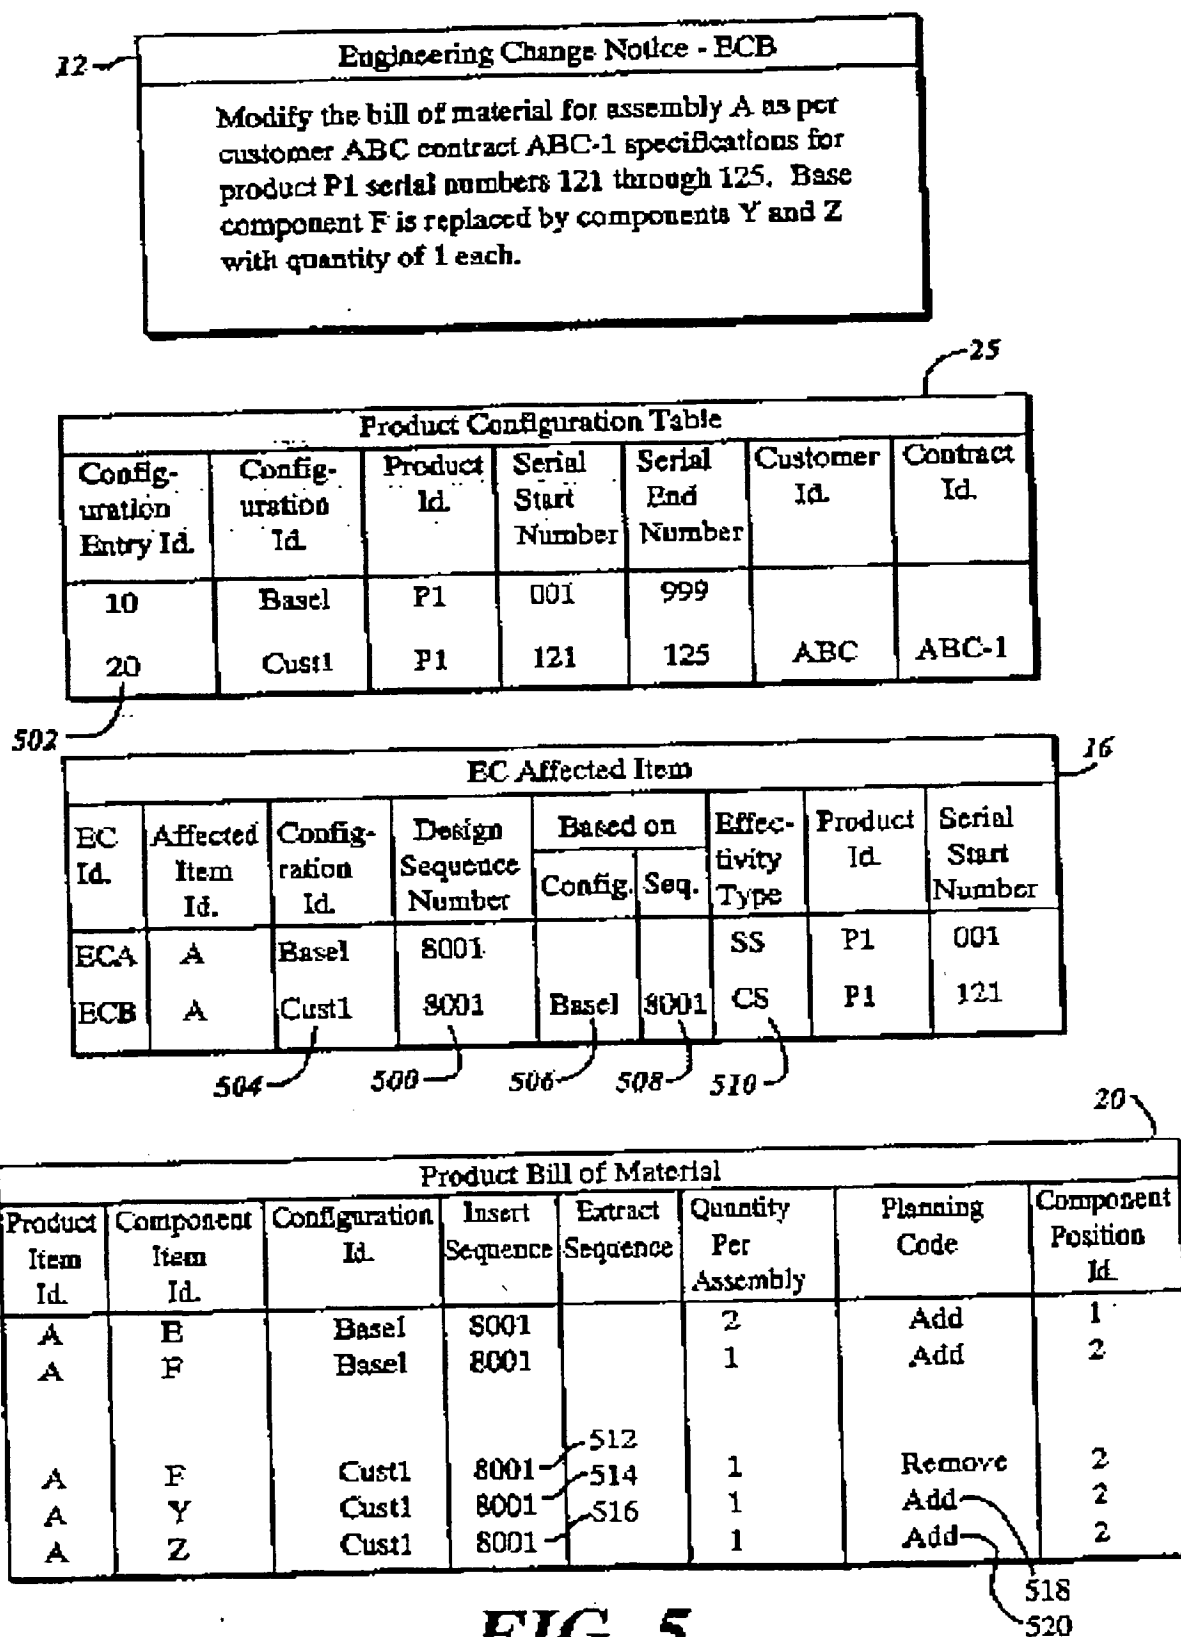 12
Engineering Change Notice - ECB
Modify the bill of material for assembly A as per
customer ABC contract ABC-1 specifications for
product P1 serial numbers 121 through 125. Base
component F is replaced by components Y and Z
with quantity of 1 each.
25
Product Configuration Table
Config- Config- Product Serial Serial Customer Contract
uration uration Id. Start End Id. Id.
Entry Id. Id. Number Number
10 Base1 P1 001 999
20 Cust1 P1 121 125 ABC ABC-1
502
16
EC Affected Item
EC Affected Config- Design Based on Effec- Product Serial
Id. Item ration Sequence Config. Seq. tivity Id. Start
Id. Id. Number Type Number
ECA A Base1 8001 SS P1 001
ECB A Cust1 8001 Base1 8001 CS P1 121
504 500 506 508 510
20
Product Bill of Material
Product Component Configuration Insert Extract Quantity Planning Component
Item Item Id. Sequence Sequence Per Code Position
Id. Id. Assembly Id.
A E Base1 8001 2 Add 1
A F Base1 8001 1 Add 2
512
A F Cust1 8001 1 Remove 2
514
A Y Cust1 8001 1 Add 2
516
A Z Cust1 8001 1 Add 2
518
520
FIG. 5